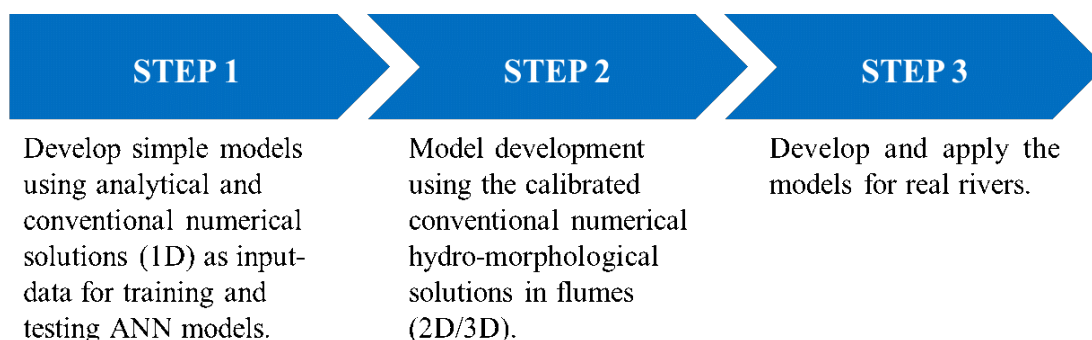 STEP 1
Develop simple models
using analytical and
conventional numerical
solutions (1D) as input-
data for training and
testing ANN models.
STEP 2
Model development
using the calibrated
conventional numerical
hydro-morphological
solutions in flumes
(2D/3D).
STEP 3
Develop and apply the
models for real rivers.